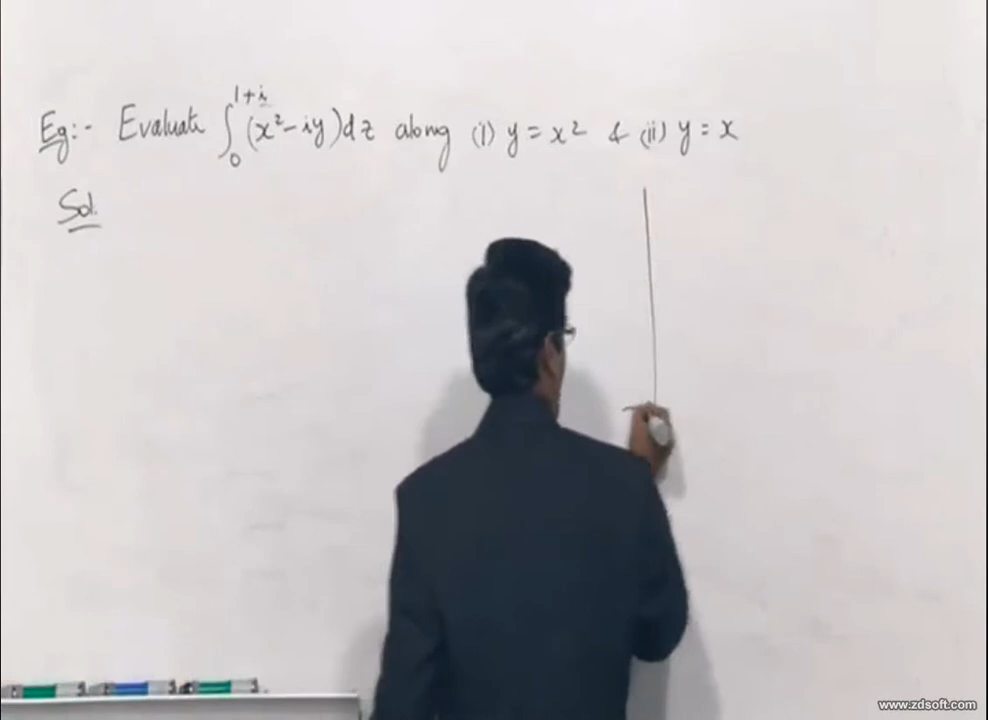 Eg:- Evaluate ∫₀^{1+i} (x² - iy) dz along (i) y = x² & (ii) y = x
Sol.
www.zdsoft.com